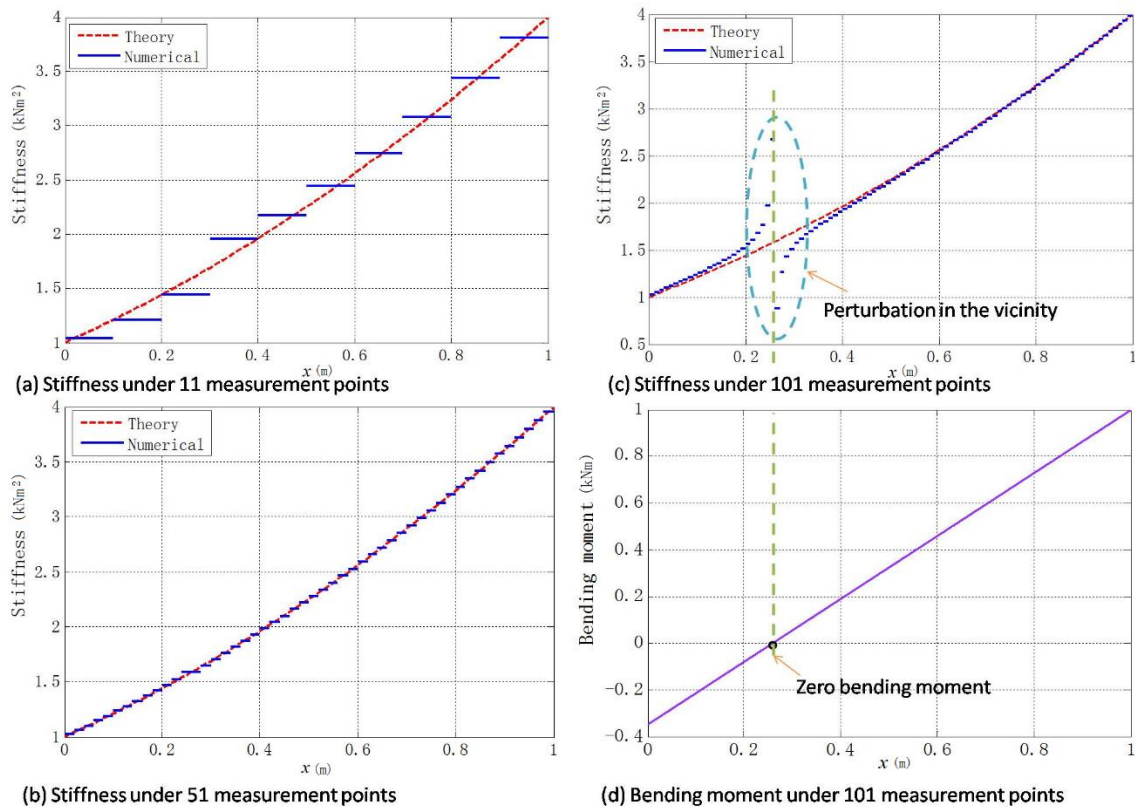 Stiffness (kNm²)
4
3.5
3
2.5
2
1.5
1
Theory
Numerical
0
0.2
0.4
0.6
0.8
1
x (m)
(a) Stiffness under 11 measurement points
Stiffness (kNm²)
4
3.5
3
2.5
2
1.5
1
0.5
Theory
Numerical
Perturbation in the vicinity
0
0.2
0.4
0.6
0.8
1
x (m)
(c) Stiffness under 101 measurement points
Stiffness (kNm²)
4
3.5
3
2.5
2
1.5
1
Theory
Numerical
0
0.2
0.4
0.6
0.8
1
x (m)
(b) Stiffness under 51 measurement points
Bending moment (kNm)
1
0.8
0.6
0.4
0.2
0
-0.2
-0.4
Zero bending moment
0
0.2
0.4
0.6
0.8
1
x (m)
(d) Bending moment under 101 measurement points